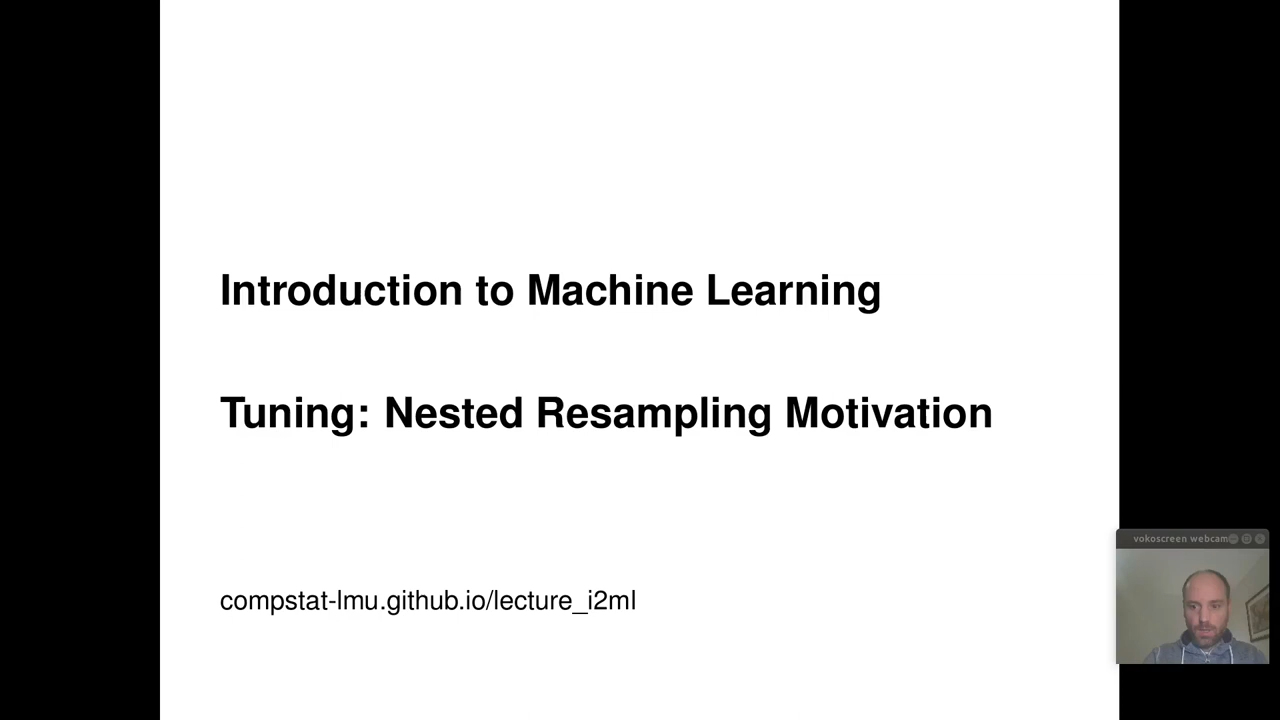 Introduction to Machine Learning
Tuning: Nested Resampling Motivation
compstat-lmu.github.io/lecture_i2ml
vokoscreen webcam